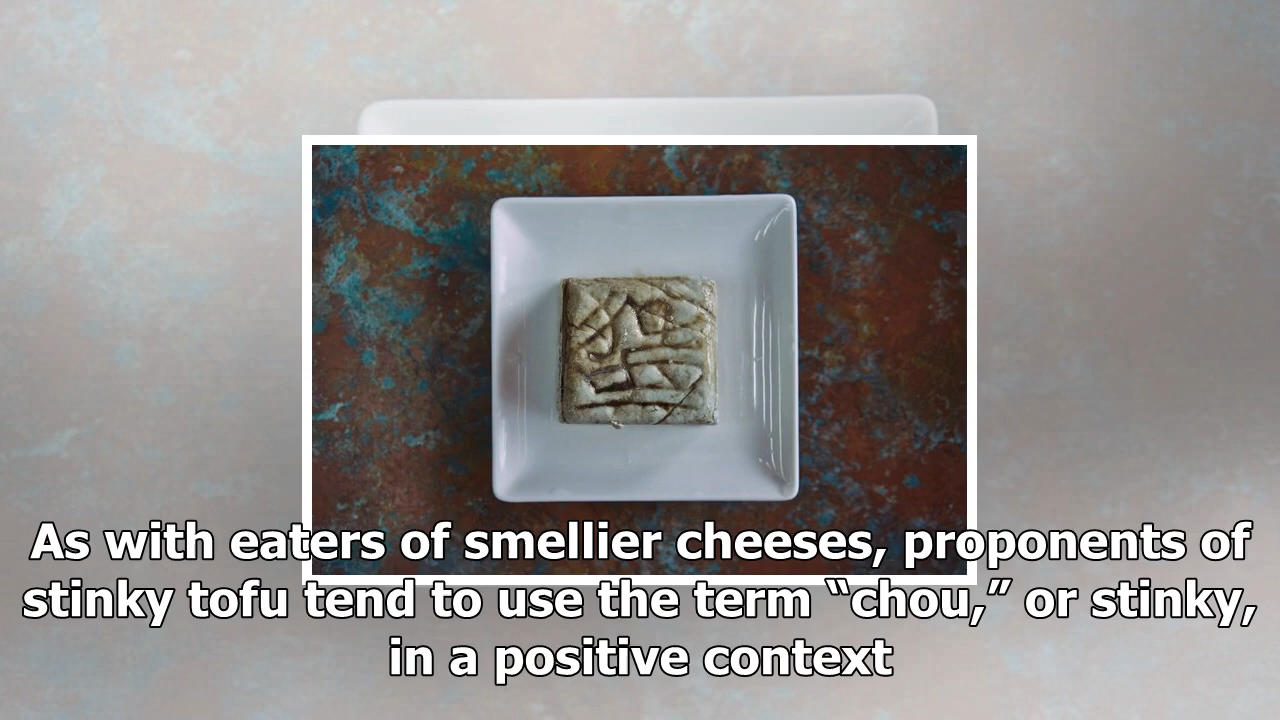 As with eaters of smellier cheeses, proponents of
stinky tofu tend to use the term “chou,” or stinky,
in a positive context